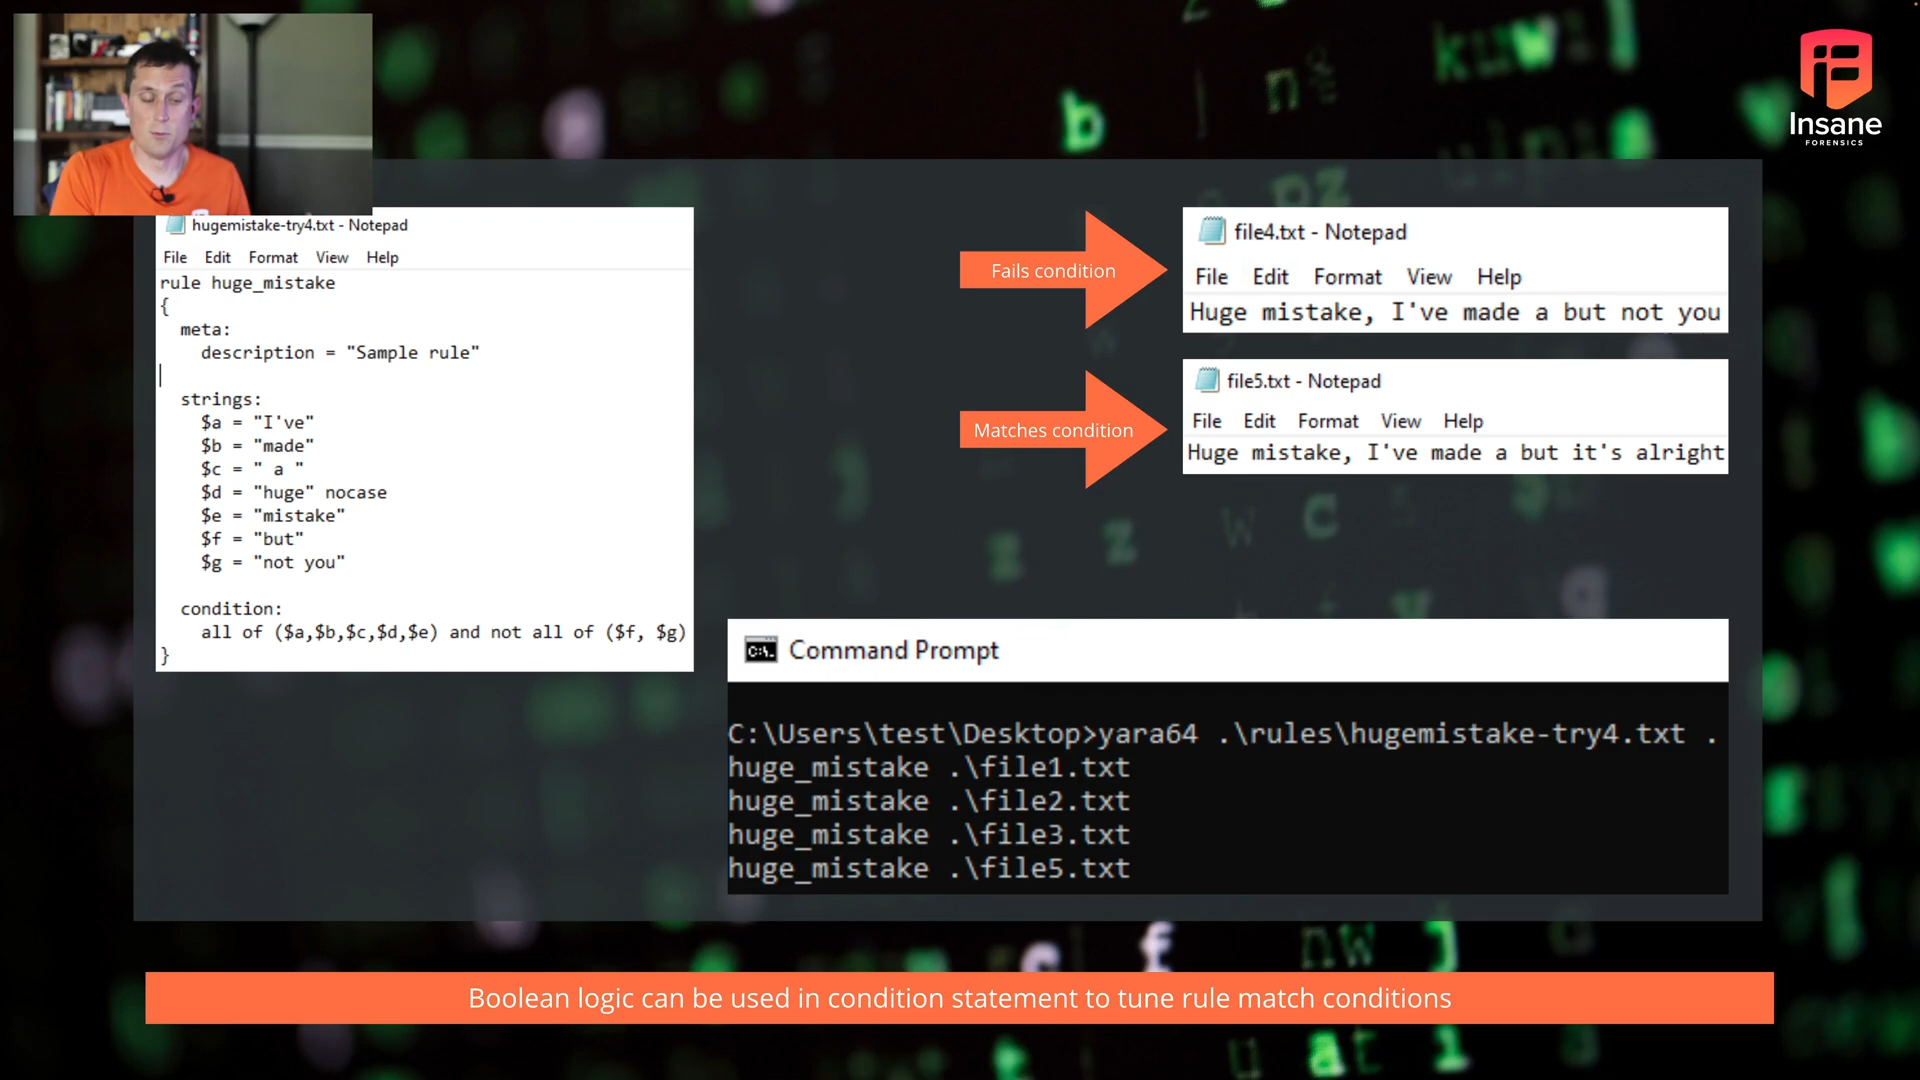 Insane
FORENSICS
hugemistake-try4.txt - Notepad
File Edit Format View Help
rule huge_mistake
{
meta:
description = "Sample rule"
strings:
$a = "I've"
$b = "made"
$c = " a "
$d = "huge" nocase
$e = "mistake"
$f = "but"
$g = "not you"
condition:
all of ($a,$b,$c,$d,$e) and not all of ($f, $g)
}
Fails condition
file4.txt - Notepad
File Edit Format View Help
Huge mistake, I've made a but not you
Matches condition
file5.txt - Notepad
File Edit Format View Help
Huge mistake, I've made a but it's alright
Command Prompt
C:\Users\test\Desktop>yara64 .\rules\hugemistake-try4.txt .
huge_mistake .\file1.txt
huge_mistake .\file2.txt
huge_mistake .\file3.txt
huge_mistake .\file5.txt
Boolean logic can be used in condition statement to tune rule match conditions